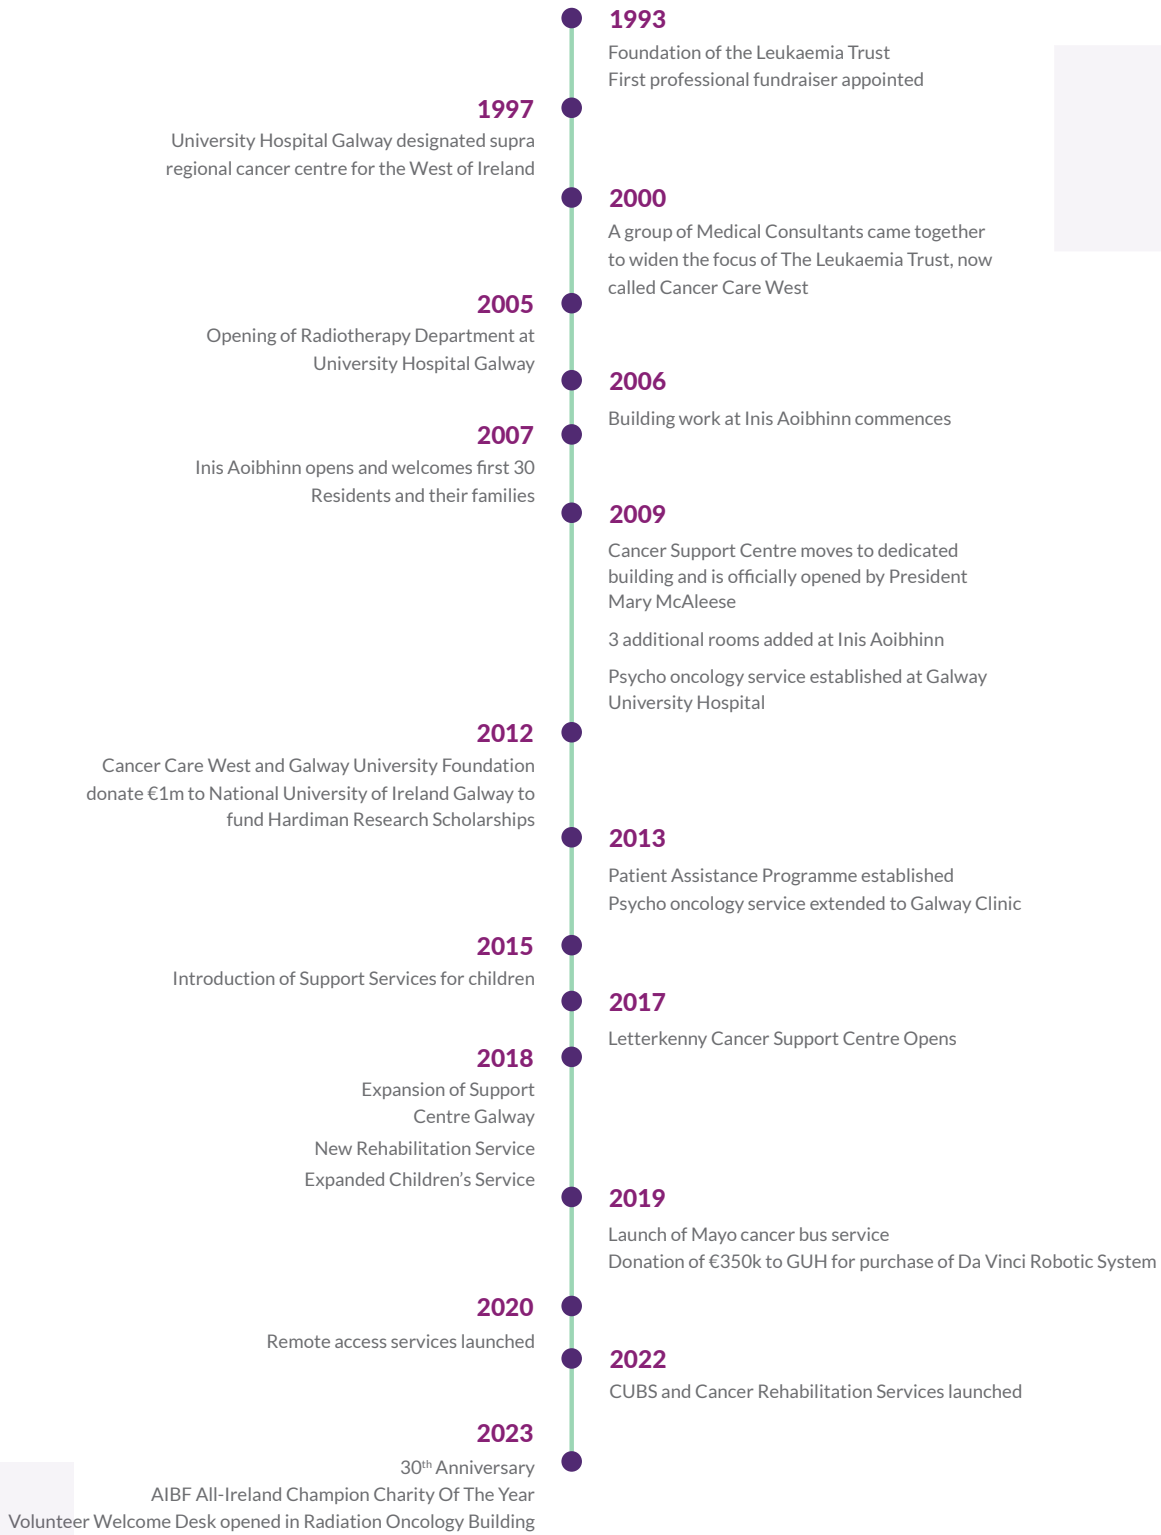 1993
Foundation of the Leukaemia Trust
First professional fundraiser appointed
1997
University Hospital Galway designated supra
regional cancer centre for the West of Ireland
2000
A group of Medical Consultants came together
to widen the focus of The Leukaemia Trust, now
called Cancer Care West
2005
Opening of Radiotherapy Department at
University Hospital Galway
2006
Building work at Inis Aoibhinn commences
2007
Inis Aoibhinn opens and welcomes first 30
Residents and their families
2009
Cancer Support Centre moves to dedicated
building and is officially opened by President
Mary McAleese
3 additional rooms added at Inis Aoibhinn
Psycho oncology service established at Galway
University Hospital
2012
Cancer Care West and Galway University Foundation
donate €1m to National University of Ireland Galway to
fund Hardiman Research Scholarships
2013
Patient Assistance Programme established
Psycho oncology service extended to Galway Clinic
2015
Introduction of Support Services for children
2017
Letterkenny Cancer Support Centre Opens
2018
Expansion of Support
Centre Galway
New Rehabilitation Service
Expanded Children’s Service
2019
Launch of Mayo cancer bus service
Donation of €350k to GUH for purchase of Da Vinci Robotic System
2020
Remote access services launched
2022
CUBS and Cancer Rehabilitation Services launched
2023
30th Anniversary
AIBF All-Ireland Champion Charity Of The Year
Volunteer Welcome Desk opened in Radiation Oncology Building